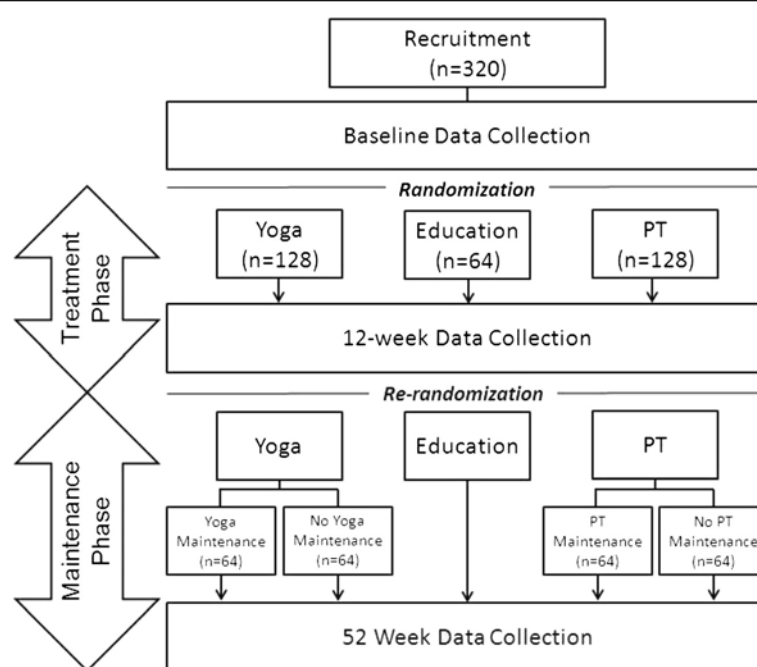 Recruitment
(n=320)
Baseline Data Collection
Randomization
Treatment
Phase
Yoga
(n=128)
Education
(n=64)
PT
(n=128)
12-week Data Collection
Re-randomization
Maintenance
Phase
Yoga
Education
PT
Yoga
Maintenance
(n=64)
No Yoga
Maintenance
(n=64)
PT
Maintenance
(n=64)
No PT
Maintenance
(n=64)
52 Week Data Collection